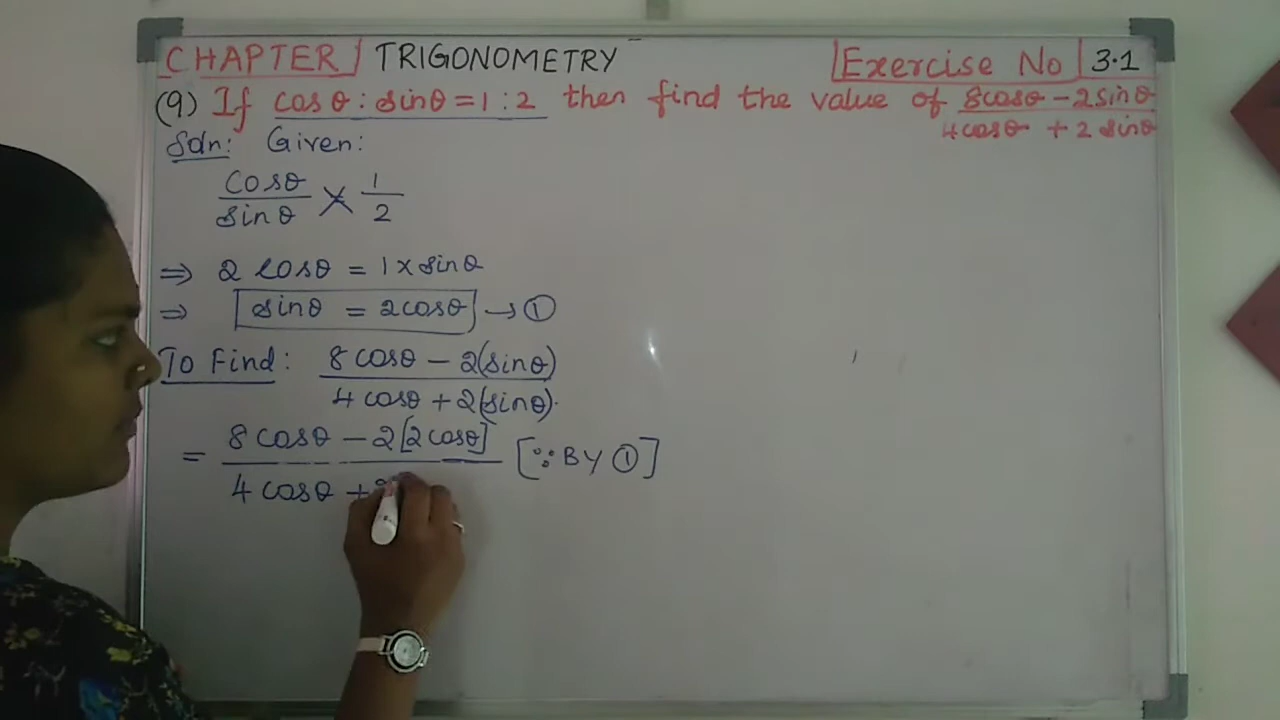 CHAPTER TRIGONOMETRY Exercise No 3.1
(9) If cosθ : sinθ = 1 : 2 then find the value of 8cosθ - 2sinθ
4cosθ + 2sinθ
Soln: Given:
cosθ 1
sinθ 2
⇒ 2 cosθ = 1 × sinθ
⇒ sinθ = 2cosθ → ①
To Find: 8 cosθ - 2(sinθ)
4 cosθ + 2(sinθ).
= 8 cosθ - 2[2cosθ] [∵ BY ①]
4 cosθ +